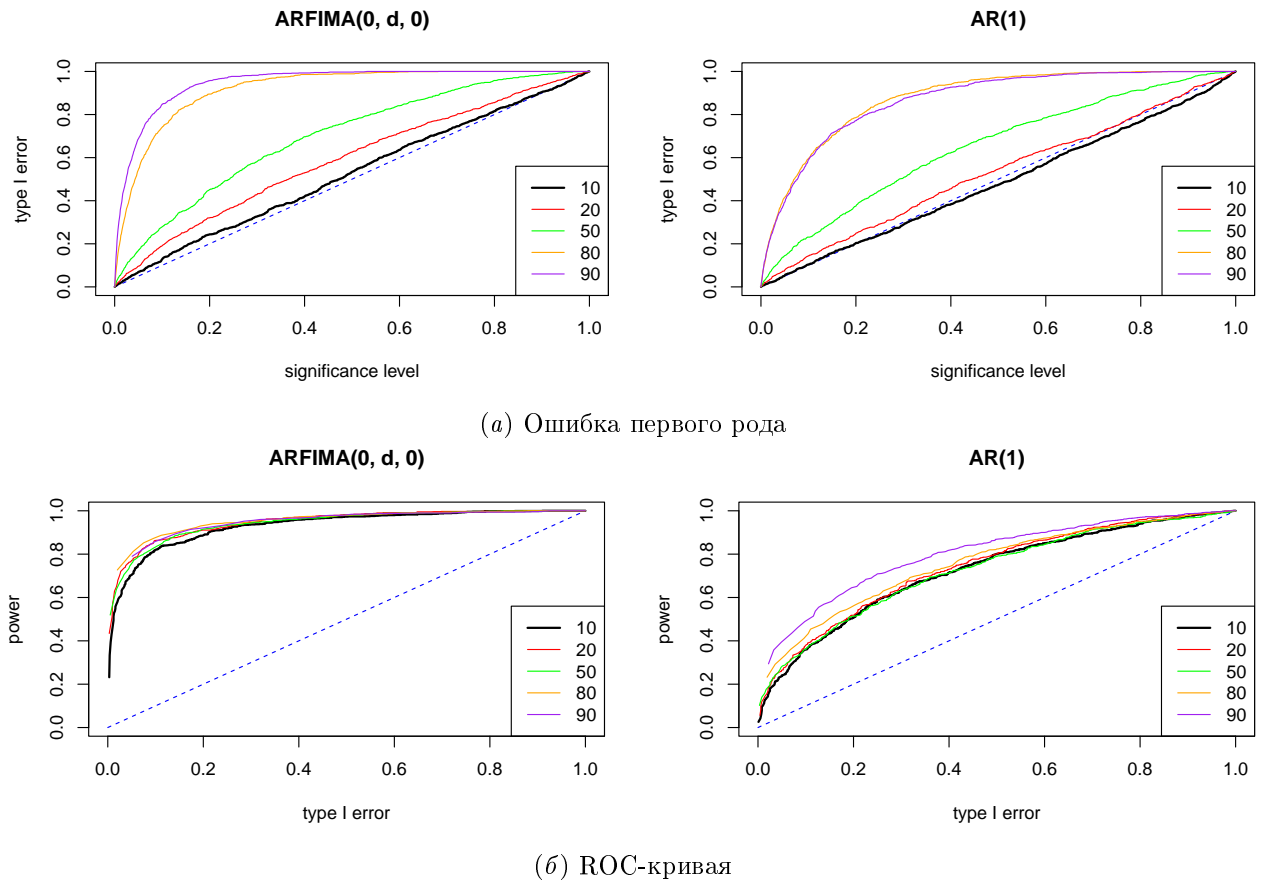 ARFIMA(0, d, 0)
type I error
0.0 0.2 0.4 0.6 0.8 1.0
0.0 0.2 0.4 0.6 0.8 1.0
significance level
10
20
50
80
90
AR(1)
type I error
0.0 0.2 0.4 0.6 0.8 1.0
0.0 0.2 0.4 0.6 0.8 1.0
significance level
10
20
50
80
90
(а) Ошибка первого рода
ARFIMA(0, d, 0)
power
0.0 0.2 0.4 0.6 0.8 1.0
0.0 0.2 0.4 0.6 0.8 1.0
type I error
10
20
50
80
90
AR(1)
power
0.0 0.2 0.4 0.6 0.8 1.0
0.0 0.2 0.4 0.6 0.8 1.0
type I error
10
20
50
80
90
(б) ROC-кривая